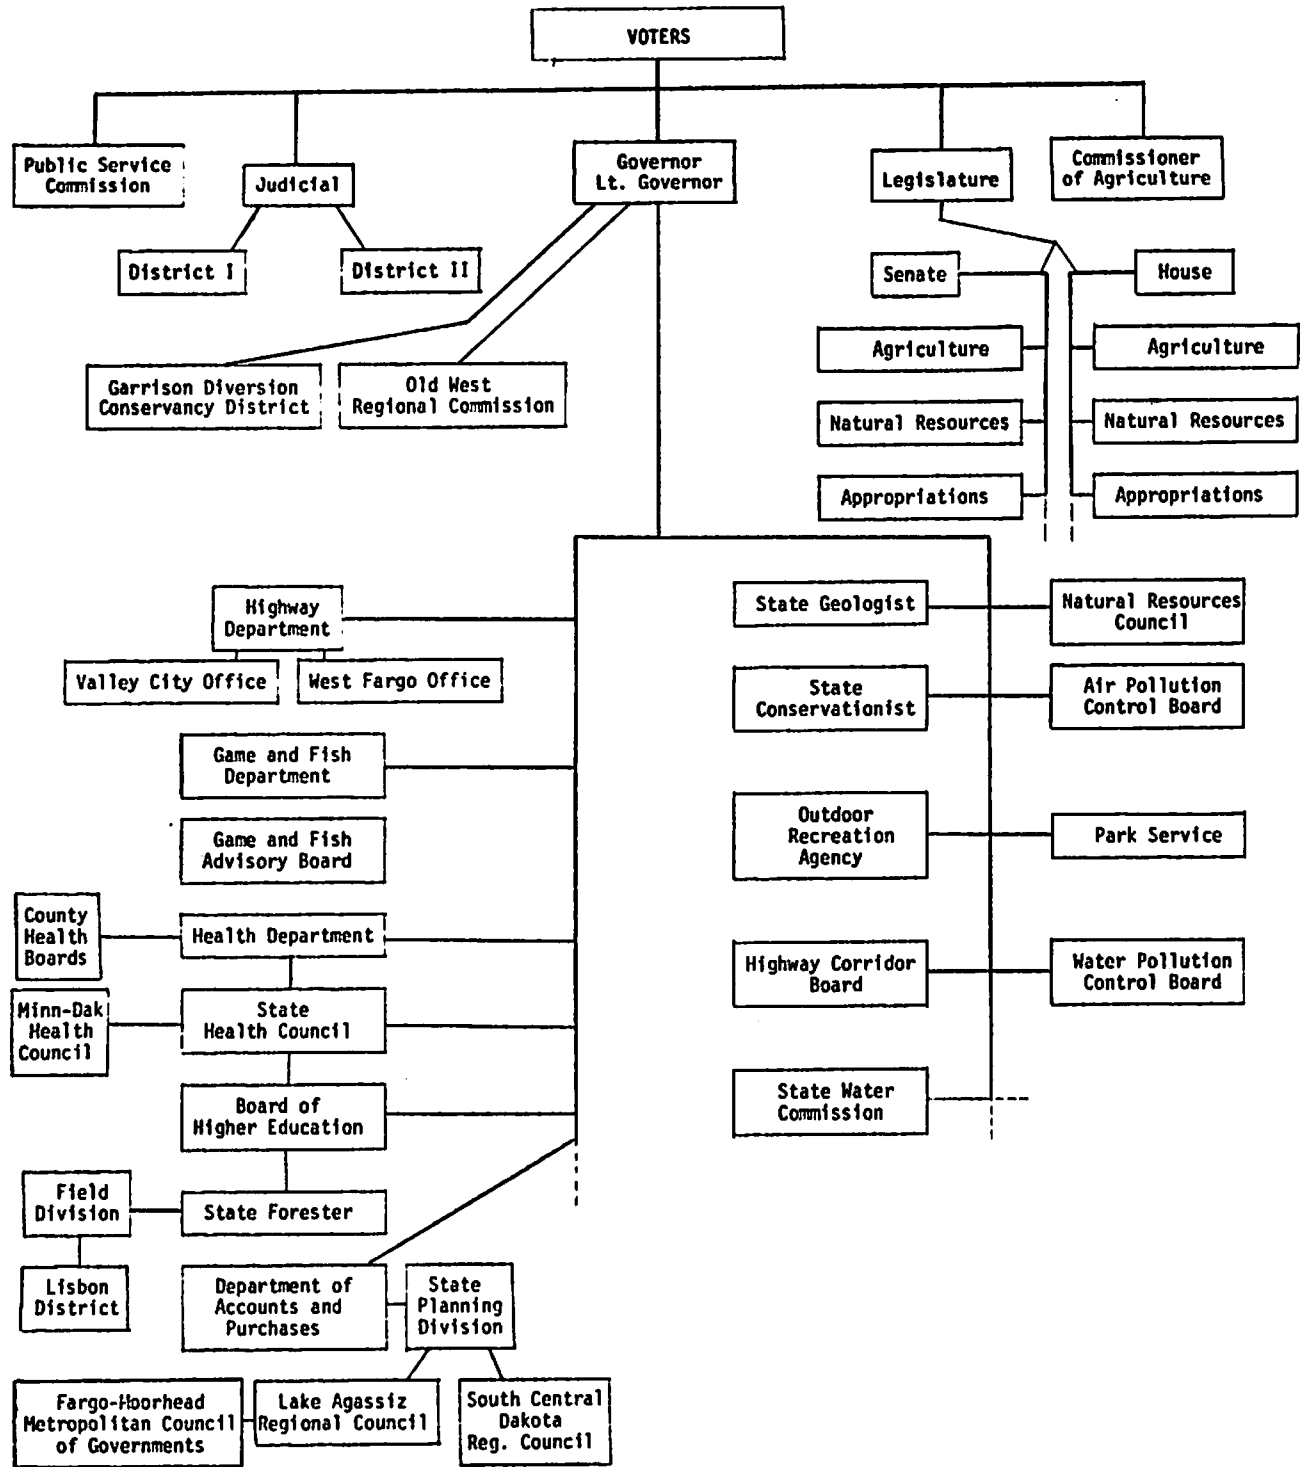 VOTERS
Public Service
Commission
Judicial
Governor
Lt. Governor
Legislature
Commissioner
of Agriculture
District I
District II
Senate
House
Garrison Diversion
Conservancy District
Old West
Regional Commission
Agriculture
Agriculture
Natural Resources
Natural Resources
Appropriations
Appropriations
Highway
Department
Valley City Office
West Fargo Office
Game and Fish
Department
Game and Fish
Advisory Board
County
Health
Boards
Health Department
Minn-Dak
Health
Council
State
Health Council
Board of
Higher Education
Field
Division
State Forester
Lisbon
District
Department of
Accounts and
Purchases
State
Planning
Division
Fargo-Moorhead
Metropolitan Council
of Governments
Lake Agassiz
Regional Council
South Central
Dakota
Reg. Council
State Geologist
Natural Resources
Council
State
Conservationist
Air Pollution
Control Board
Outdoor
Recreation
Agency
Park Service
Highway Corridor
Board
Water Pollution
Control Board
State Water
Commission